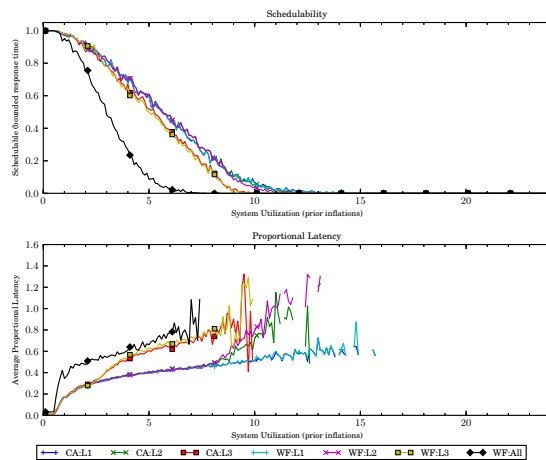 Schedulability
Schedulable (bounded response time)
1.0
0.8
0.6
0.4
0.2
0.0
0 5 10 15 20
System Utilization (prior inflations)
Proportional Latency
Average Proportional Latency
1.6
1.4
1.2
1.0
0.8
0.6
0.4
0.2
0.0
0 5 10 15 20
System Utilization (prior inflations)
CA:L1 CA:L2 CA:L3 WF:L1 WF:L2 WF:L3 WF:All